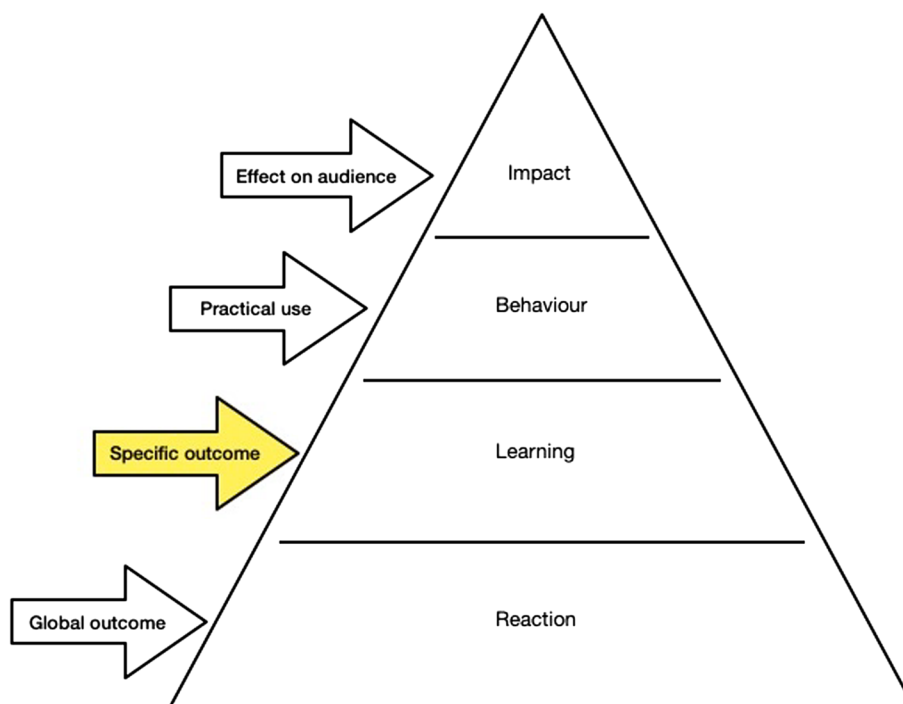 Effect on audience
Impact
Practical use
Behaviour
Specific outcome
Learning
Global outcome
Reaction